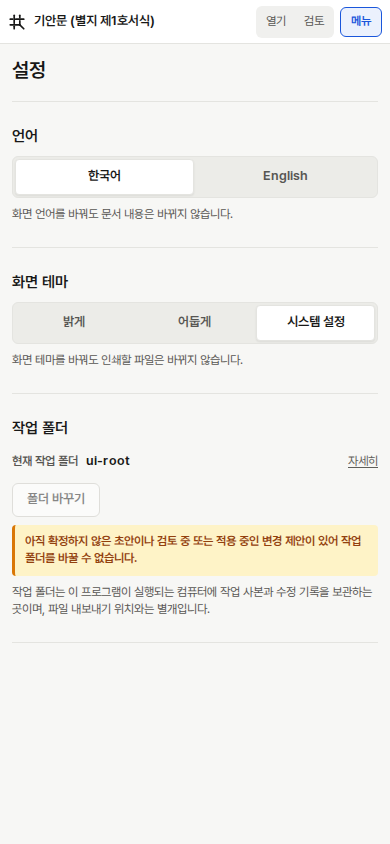 기안문 (별지 제1호서식)
열기 검토 메뉴
설정
언어
한국어 English
화면 언어를 바꿔도 문서 내용은 바뀌지 않습니다.
화면 테마
밝게 어둡게 시스템 설정
화면 테마를 바꿔도 인쇄할 파일은 바뀌지 않습니다.
작업 폴더
현재 작업 폴더 ui-root 자세히
폴더 바꾸기
아직 확정하지 않은 초안이나 검토 중 또는 적용 중인 변경 제안이 있어 작업
폴더를 바꿀 수 없습니다.
작업 폴더는 이 프로그램이 실행되는 컴퓨터에 작업 사본과 수정 기록을 보관하는
곳이며, 파일 내보내기 위치와는 별개입니다.